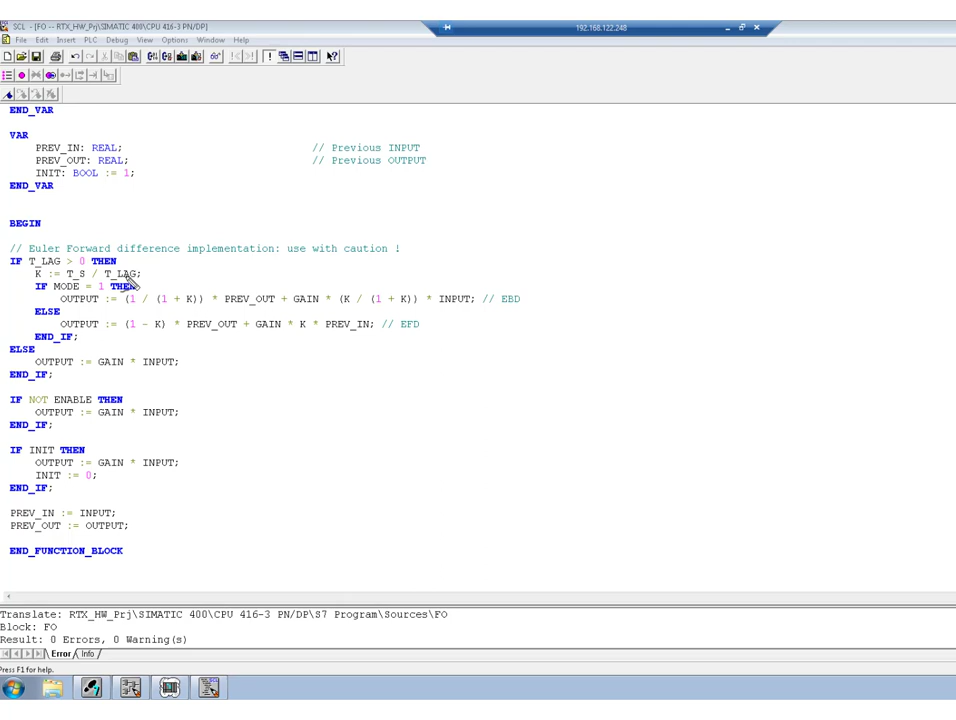 SCL - [FO -- RTX_HW_Prj\SIMATIC 400\CPU 416-3 PN/DP]
192.168.122.248
File Edit Insert PLC Debug View Options Window Help
END_VAR
VAR
PREV_IN: REAL; // Previous INPUT
PREV_OUT: REAL; // Previous OUTPUT
INIT: BOOL := 1;
END_VAR
BEGIN
// Euler Forward difference implementation: use with caution !
IF T_LAG > 0 THEN
K := T_S / T_LAG;
IF MODE = 1 THEN
OUTPUT := (1 / (1 + K)) * PREV_OUT + GAIN * (K / (1 + K)) * INPUT; // EBD
ELSE
OUTPUT := (1 - K) * PREV_OUT + GAIN * K * PREV_IN; // EFD
END_IF;
ELSE
OUTPUT := GAIN * INPUT;
END_IF;
IF NOT ENABLE THEN
OUTPUT := GAIN * INPUT;
END_IF;
IF INIT THEN
OUTPUT := GAIN * INPUT;
INIT := 0;
END_IF;
PREV_IN := INPUT;
PREV_OUT := OUTPUT;
END_FUNCTION_BLOCK
Translate: RTX_HW_Prj\SIMATIC 400\CPU 416-3 PN/DP\S7 Program\Sources\FO
Block: FO
Result: 0 Errors, 0 Warning(s)
Error Info
Press F1 for help.